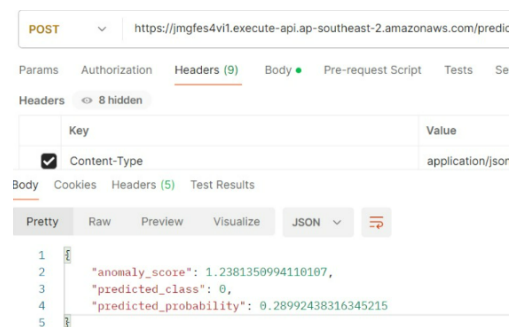 POST https://jmgfes4vi1.execute-api.ap-southeast-2.amazonaws.com/predic
Params Authorization Headers (9) Body Pre-request Script Tests Se
Headers 8 hidden
Key Value
Content-Type application/json
Body Cookies Headers (5) Test Results
Pretty Raw Preview Visualize JSON
1 {
2 "anomaly_score": 1.2381350994110107,
3 "predicted_class": 0,
4 "predicted_probability": 0.28992438316345215
5 }